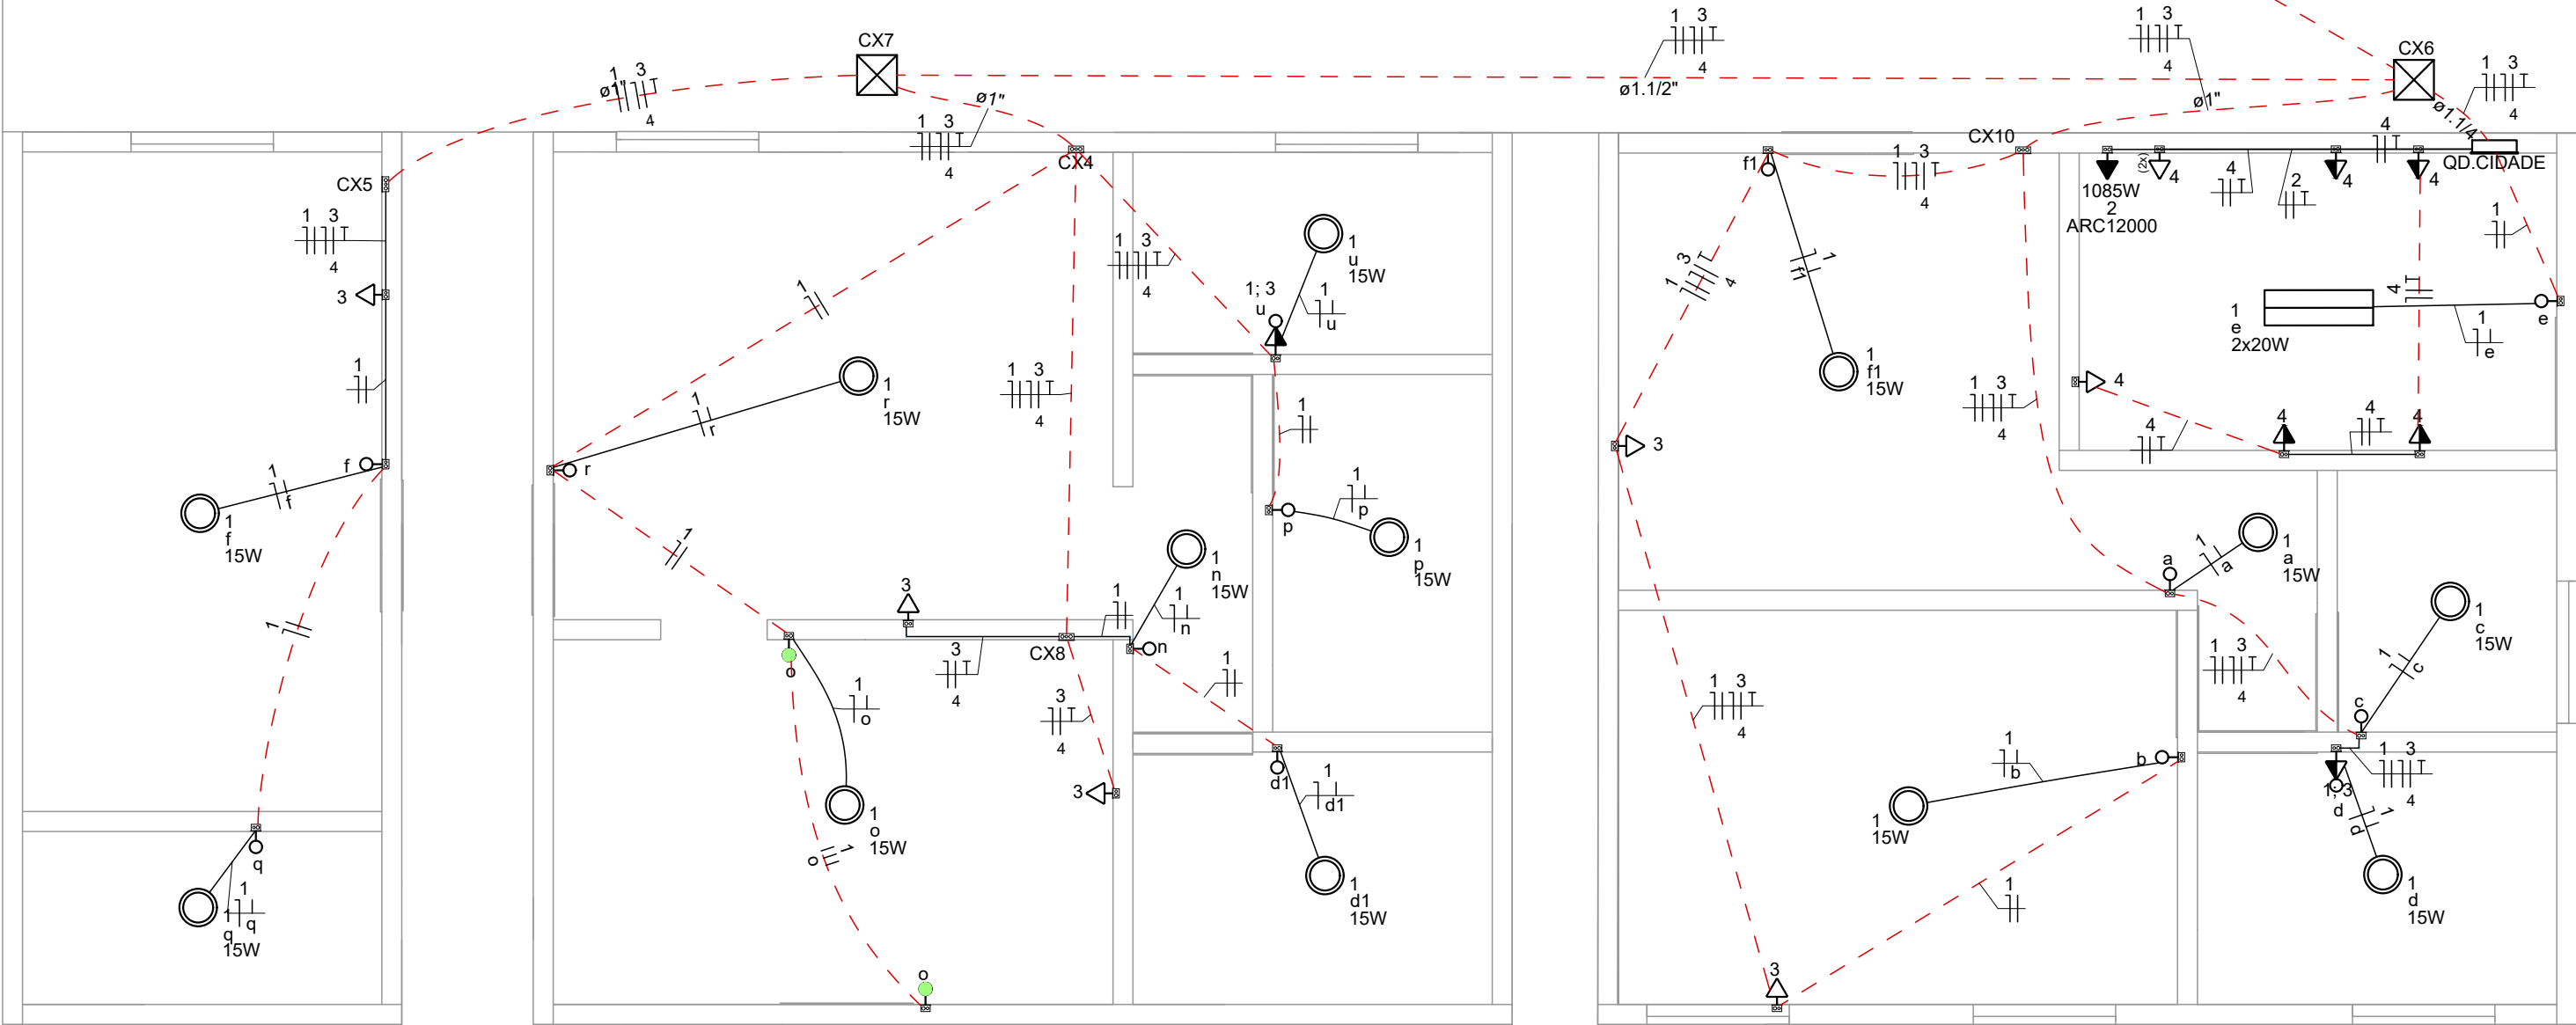 CX7
CX6
1 3
4
ø1"
1 3
4
ø1"
1 3
4
ø1.1/2"
1 3
4
ø1"
1 3
4
ø1.1/4
CX5
1 3
4
3
1
f
1
f
1
f
15W
1
q
1
q
1
q
15W
CX4
1
1
r
1
r
15W
r
1
1 3
4
1 3
4
1; 3
u
1
u
15W
1
u
1
1
p
p
1
p
15W
1
n
15W
1
n
1
n
3
3
4
CX8
3
4
3
1
o
1
o
1
o
15W
1
o
o
d1
1
d1
1
d1
15W
CX10
f1
1 3
4
1
f1
1
f1
15W
1 3
4
3
1 3
4
3
1 3
4
1085W
2
ARC12000
(2x)
4
4
2
4
4
4
QD.CIDADE
1
e
1
e
1
e
2x20W
4
4
4
4
4
4
a
1
a
1
a
15W
1 3
4
c
1
c
1
c
15W
1 3
4
1; 3
d
1
d
1
d
15W
b
1
b
1
15W
1